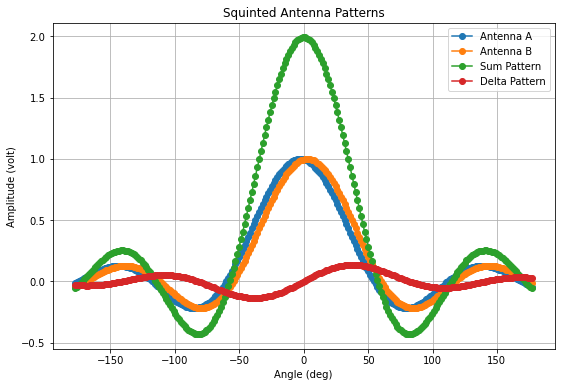 Squinted Antenna Patterns
Antenna A
Antenna B
Sum Pattern
Delta Pattern
Amplitude (volt)
2.0
1.5
1.0
0.5
0.0
−0.5
−150
−100
−50
0
50
100
150
Angle (deg)